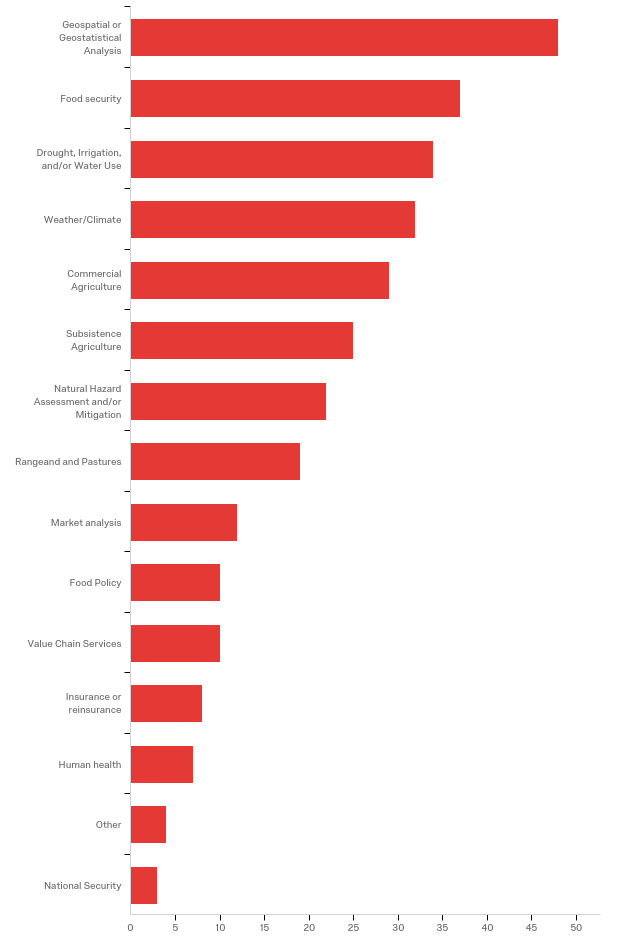 Geospatial or
Geostatistical
Analysis
Food security
Drought, Irrigation,
and/or Water Use
Weather/Climate
Commercial
Agriculture
Subsistence
Agriculture
Natural Hazard
Assessment and/or
Mitigation
Rangeand and Pastures
Market analysis
Food Policy
Value Chain Services
Insurance or
reinsurance
Human health
Other
National Security
0 5 10 15 20 25 30 35 40 45 50